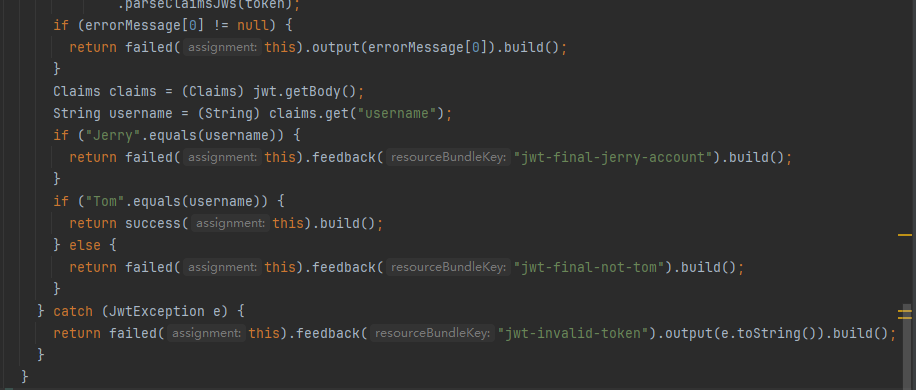 .parseClaimsJws(token);
if (errorMessage[0] != null) {
return failed( assignment: this).output(errorMessage[0]).build();
}
Claims claims = (Claims) jwt.getBody();
String username = (String) claims.get("username");
if ("Jerry".equals(username)) {
return failed( assignment: this).feedback( resourceBundleKey: "jwt-final-jerry-account").build();
}
if ("Tom".equals(username)) {
return success( assignment: this).build();
} else {
return failed( assignment: this).feedback( resourceBundleKey: "jwt-final-not-tom").build();
}
} catch (JwtException e) {
return failed( assignment: this).feedback( resourceBundleKey: "jwt-invalid-token").output(e.toString()).build();
}
}